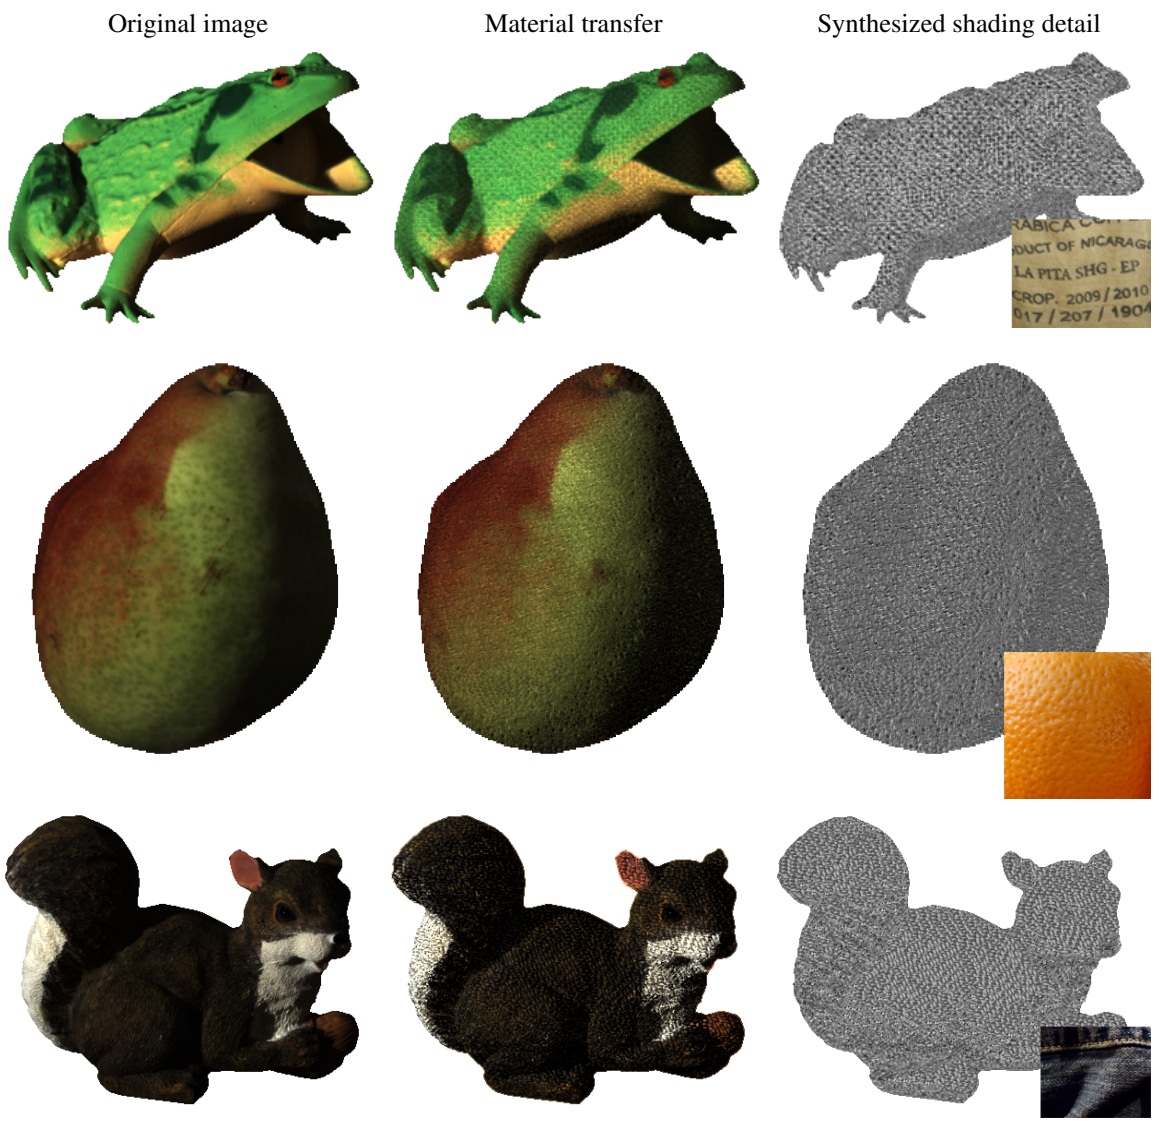 Original image
Material transfer
Synthesized shading detail
RABICA
DUCT OF NICARAG
LA PITA SHG - EP
CROP. 2009/2010
017 / 207 / 1904